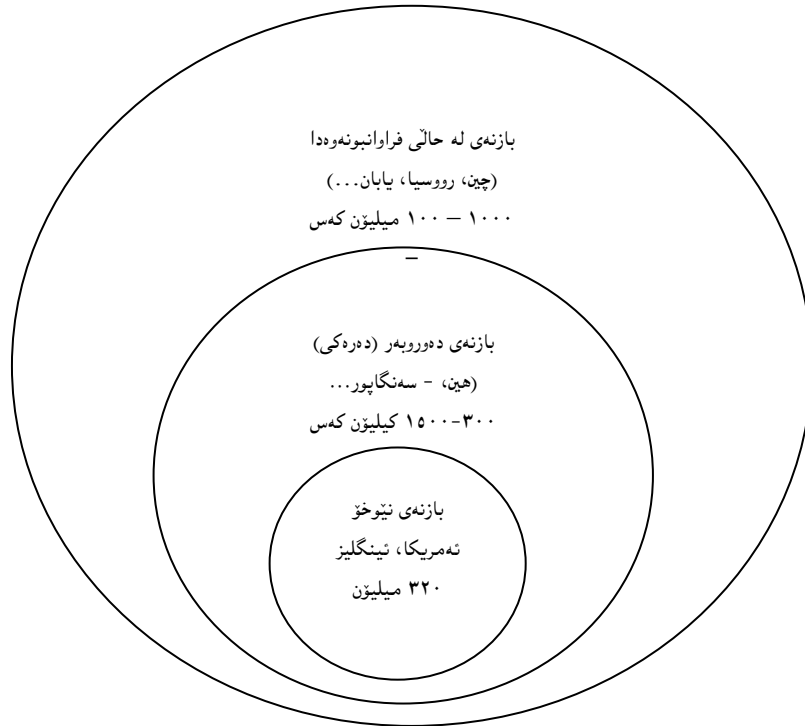 بازنەی لە حاڵی فراوانبونەوەدا
(چین، رووسیا، یابان...)
١٠٠٠ – ١٠٠ میلیۆن کەس
–
بازنەی دەوروبەر (دەرەکی)
(هین، - سەنگاپور...
٣٠٠-١٥٠٠ کیلیۆن کەس
بازنەی نێوخۆ
ئەمریکا، ئینگلیز
٣٢٠ میلیۆن